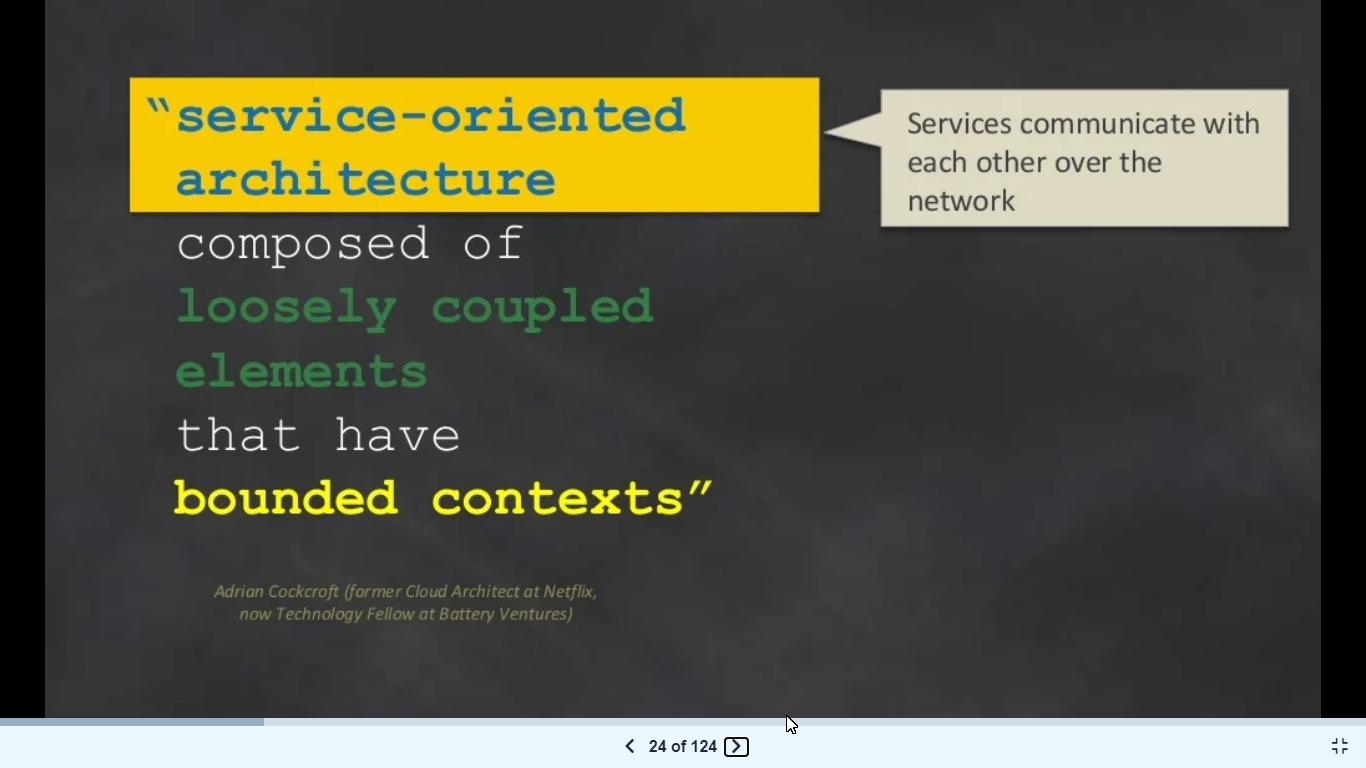 “service-oriented
architecture
composed of
loosely coupled
elements
that have
bounded contexts”
Services communicate with
each other over the
network
Adrian Cockcroft (former Cloud Architect at Netflix,
now Technology Fellow at Battery Ventures)
24 of 124